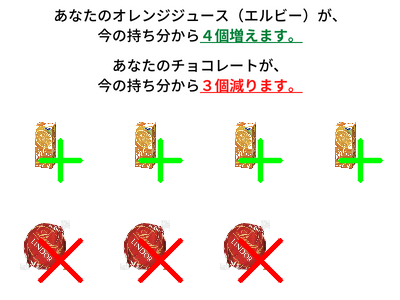 あなたのオレンジジュース（エルビー）が、
今の持ち分から４個増えます。
あなたのチョコレートが、
今の持ち分から３個減ります。
LINDOR
LINDOR
LINDOR